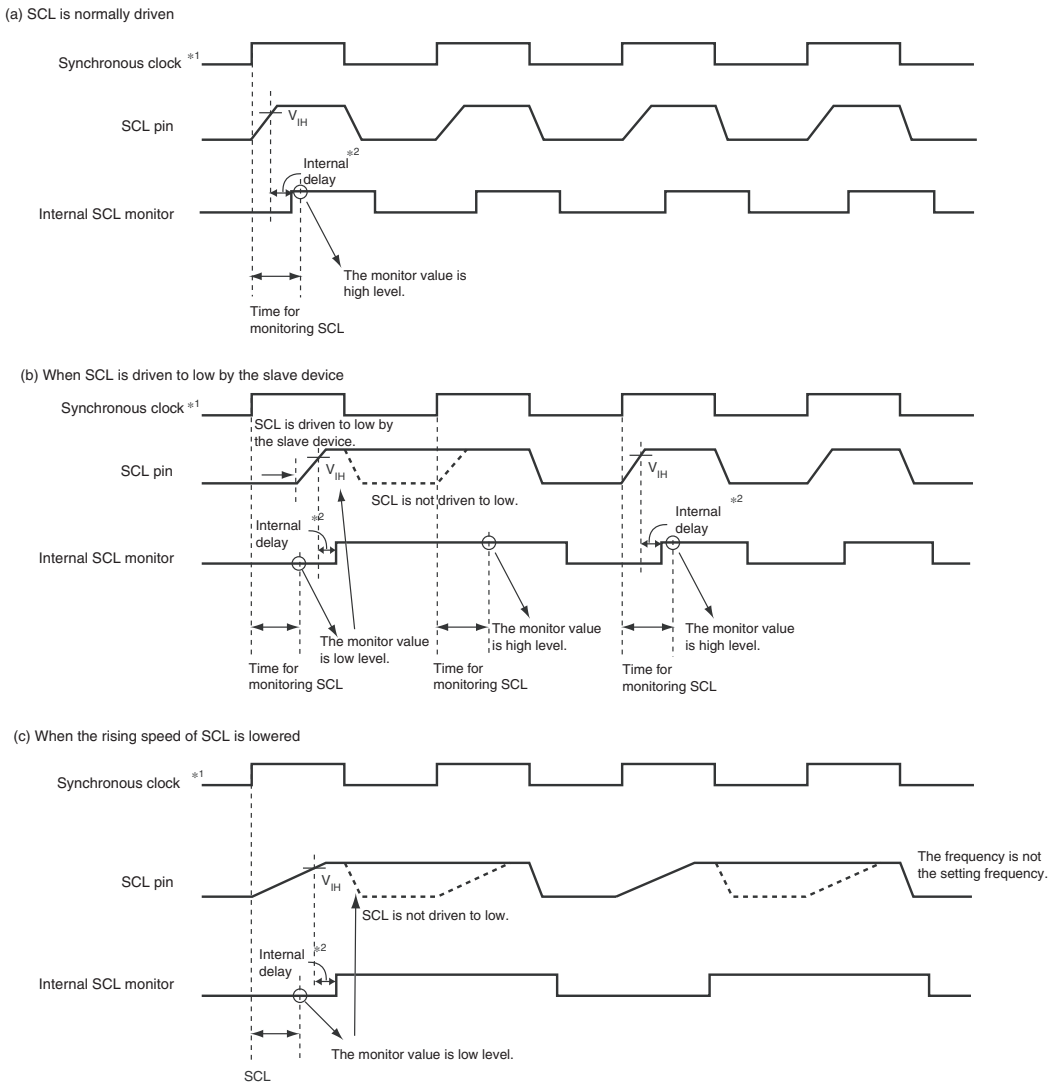 (a) SCL is normally driven
Synchronous clock *1
SCL pin
VIH
Internal *2
delay
Internal SCL monitor
The monitor value is
high level.
Time for
monitoring SCL
(b) When SCL is driven to low by the slave device
Synchronous clock *1
SCL is driven to low by
the slave device.
SCL pin
VIH
VIH
SCL is not driven to low.
Internal *2
delay
Internal *2
delay
Internal SCL monitor
The monitor value
is low level.
The monitor value
is high level.
The monitor value
is high level.
Time for
monitoring SCL
Time for
monitoring SCL
Time for
monitoring SCL
(c) When the rising speed of SCL is lowered
Synchronous clock *1
The frequency is not
the setting frequency.
SCL pin
VIH
SCL is not driven to low.
Internal *2
delay
Internal SCL monitor
The monitor value is low level.
SCL